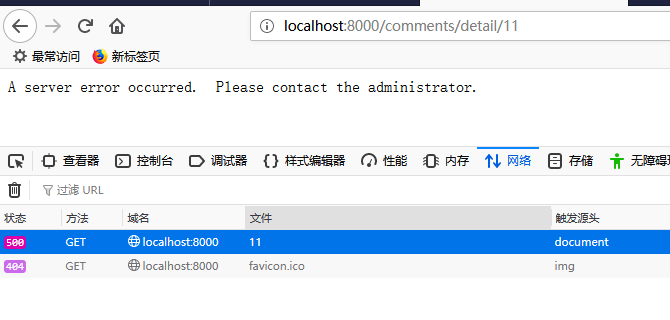 localhost:8000/comments/detail/11
最常访问 新标签页
A server error occurred.  Please contact the administrator.
查看器 控制台 调试器 样式编辑器 性能 内存 网络 存储 无障碍环
过滤 URL
状态 方法 域名 文件 触发源头
500 GET localhost:8000 11 document
404 GET localhost:8000 favicon.ico img